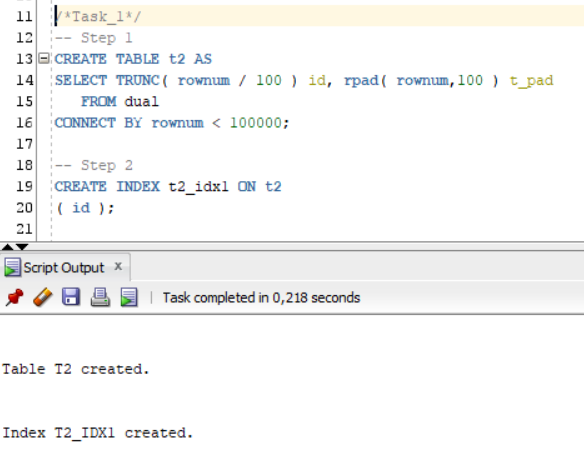 11 /*Task_1*/
12 -- Step 1
13 CREATE TABLE t2 AS
14 SELECT TRUNC( rownum / 100 ) id, rpad( rownum,100 ) t_pad
15 FROM dual
16 CONNECT BY rownum < 100000;
17
18 -- Step 2
19 CREATE INDEX t2_idx1 ON t2
20 ( id );
21
Script Output x
Task completed in 0,218 seconds
Table T2 created.
Index T2_IDX1 created.